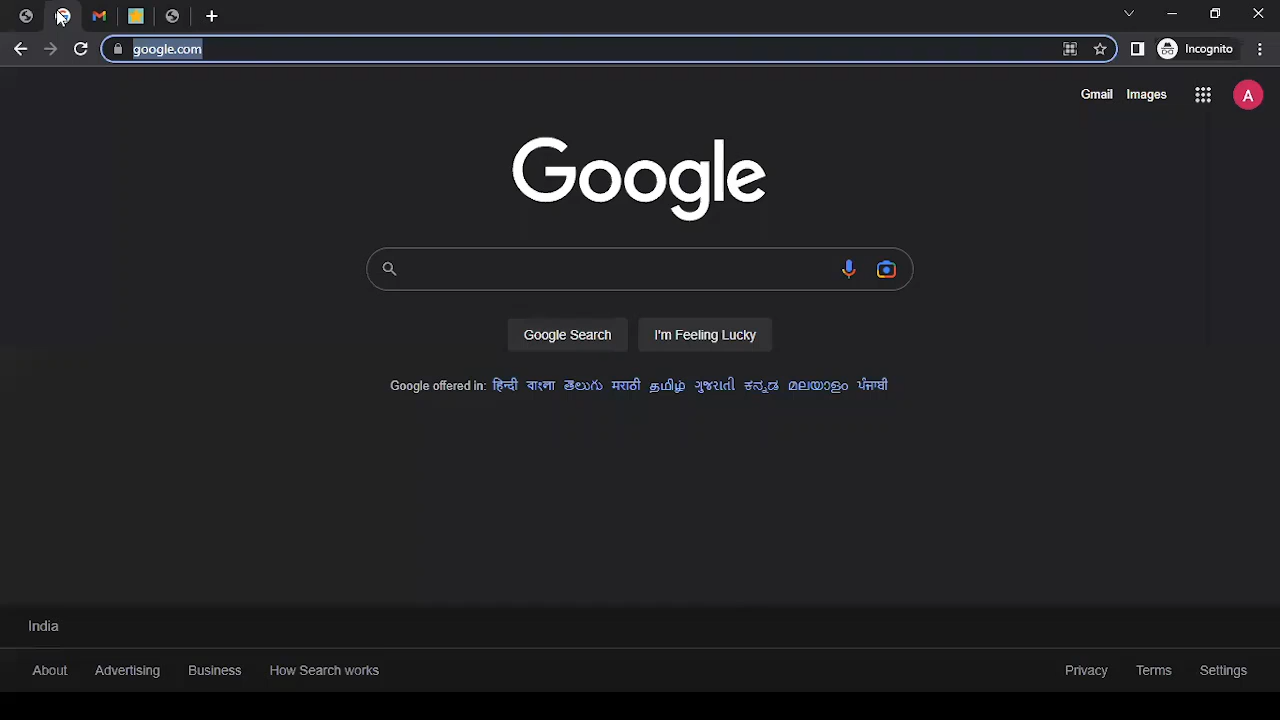 google.com
Incognito
Gmail Images
A
Google
Google Search I'm Feeling Lucky
Google offered in: हिन्दी বাংলা తెలుగు मराठी தமிழ் ગુજરાતી ಕನ್ನಡ മലയാളം ਪੰਜਾਬੀ
India
About Advertising Business How Search works Privacy Terms Settings